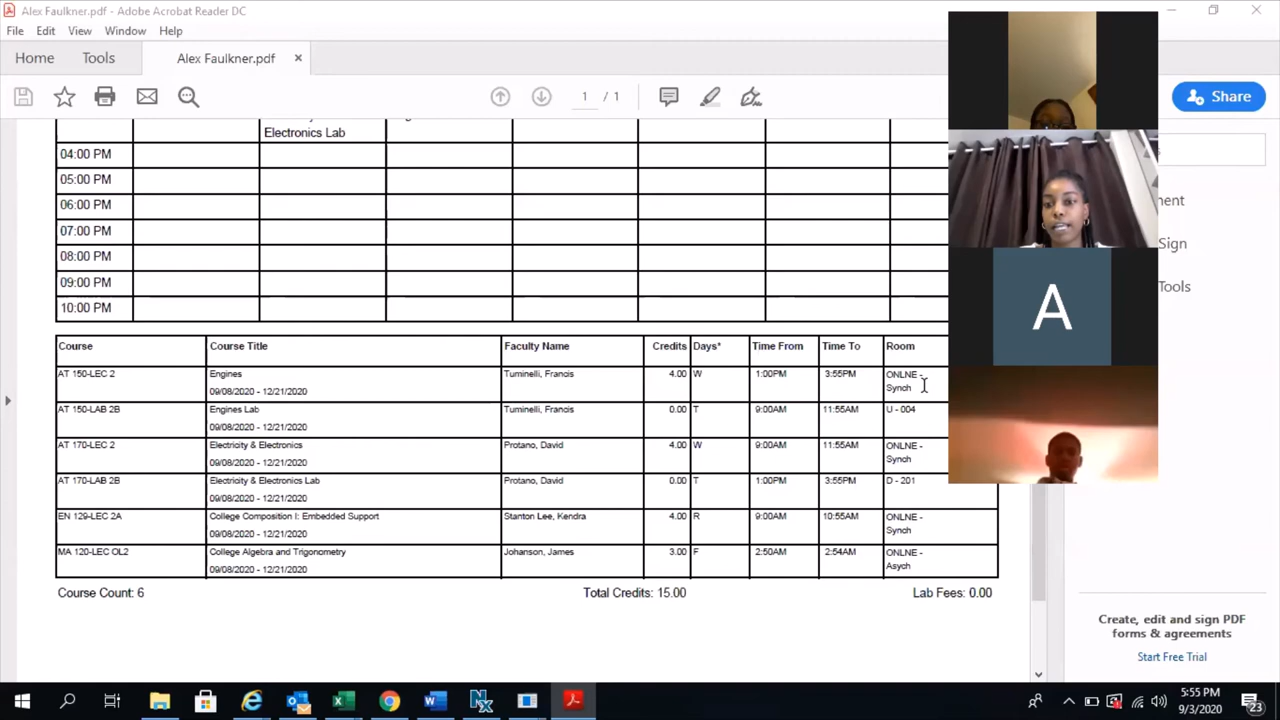 Alex Faulkner.pdf - Adobe Acrobat Reader DC
File Edit View Window Help
Home Tools Alex Faulkner.pdf ×
1 / 1 Share
Electronics Lab
04:00 PM
05:00 PM
06:00 PM
07:00 PM
08:00 PM
09:00 PM
10:00 PM
ment
Sign
Tools
A
Course Course Title Faculty Name Credits Days* Time From Time To Room
AT 150-LEC 2 Engines Tuminelli, Francis 4.00 W 1:00PM 3:55PM ONLNE -
09/08/2020 - 12/21/2020 Synch
AT 150-LAB 2B Engines Lab Tuminelli, Francis 0.00 T 9:00AM 11:55AM U - 004
09/08/2020 - 12/21/2020
AT 170-LEC 2 Electricity & Electronics Protano, David 4.00 W 9:00AM 11:55AM ONLNE -
09/08/2020 - 12/21/2020 Synch
AT 170-LAB 2B Electricity & Electronics Lab Protano, David 0.00 T 1:00PM 3:55PM D - 201
09/08/2020 - 12/21/2020
EN 129-LEC 2A College Composition I: Embedded Support Stanton Lee, Kendra 4.00 R 9:00AM 10:55AM ONLNE -
09/08/2020 - 12/21/2020 Synch
MA 120-LEC OL2 College Algebra and Trigonometry Johanson, James 3.00 F 2:50AM 2:54AM ONLNE -
09/08/2020 - 12/21/2020 Asych
Course Count: 6 Total Credits: 15.00 Lab Fees: 0.00
Create, edit and sign PDF
forms & agreements
Start Free Trial
5:55 PM
9/3/2020
23